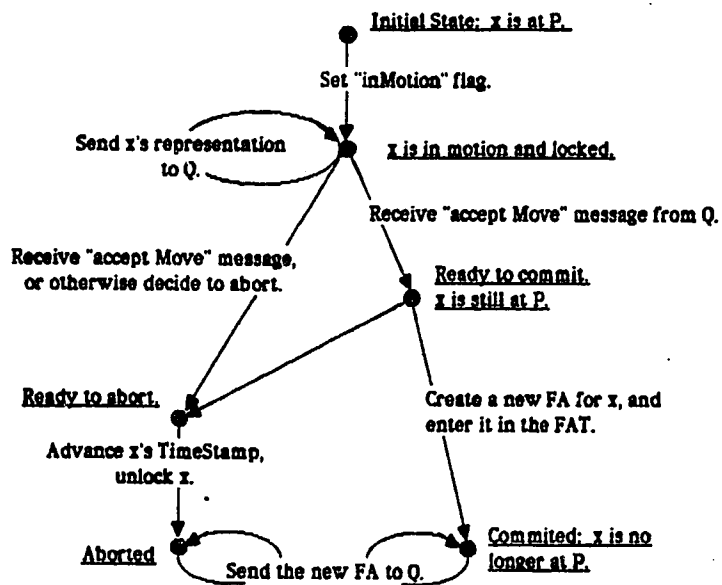 Initial State: x is at P.
Set "inMotion" flag.
Send x's representation
to Q.
x is in motion and locked.
Receive "accept Move" message from Q.
Receive "accept Move" message,
or otherwise decide to abort.
Ready to commit.
x is still at P.
Ready to abort.
Create a new FA for x, and
enter it in the FAT.
Advance x's TimeStamp,
unlock x.
Aborted
Send the new FA to Q.
Commited: x is no
longer at P.